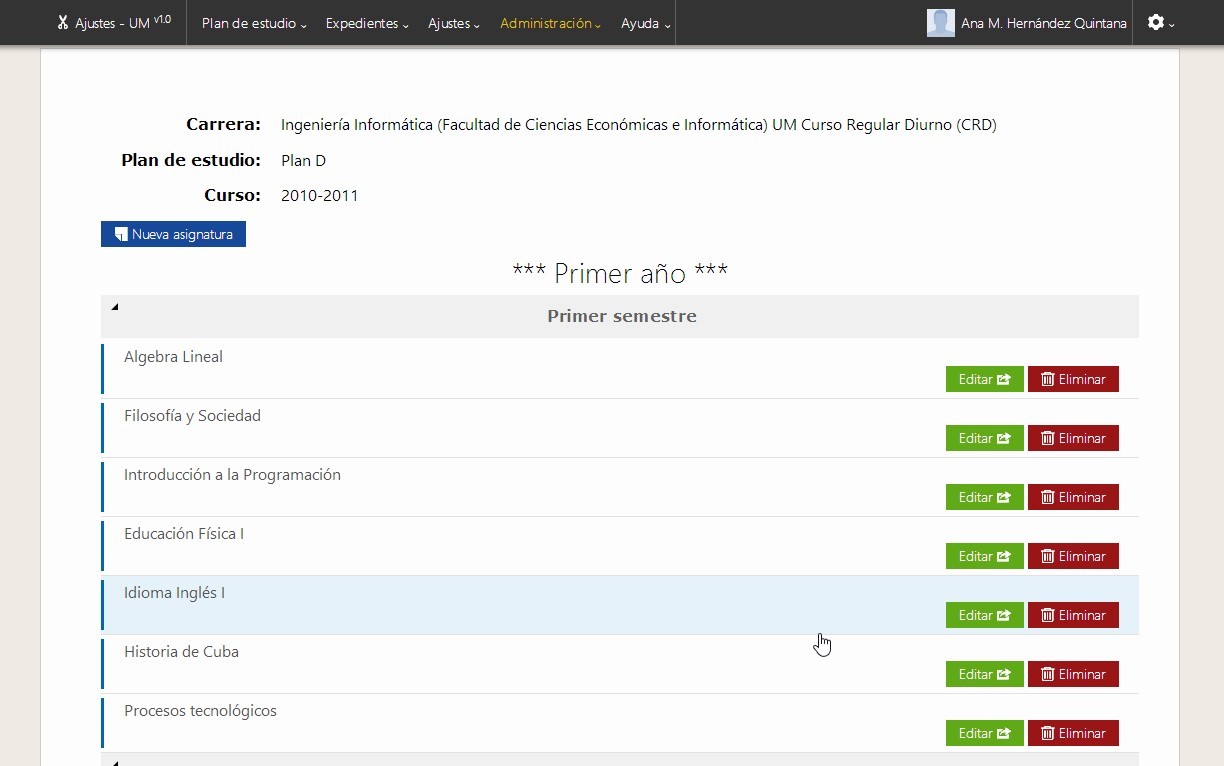 Ajustes - UM v1.0 Plan de estudio Expedientes Ajustes Administración Ayuda Ana M. Hernández Quintana
Carrera: Ingeniería Informática (Facultad de Ciencias Económicas e Informática) UM Curso Regular Diurno (CRD)
Plan de estudio: Plan D
Curso: 2010-2011
Nueva asignatura
*** Primer año ***
Primer semestre
Algebra Lineal
Editar Eliminar
Filosofía y Sociedad
Editar Eliminar
Introducción a la Programación
Editar Eliminar
Educación Física I
Editar Eliminar
Idioma Inglés I
Editar Eliminar
Historia de Cuba
Editar Eliminar
Procesos tecnológicos
Editar Eliminar